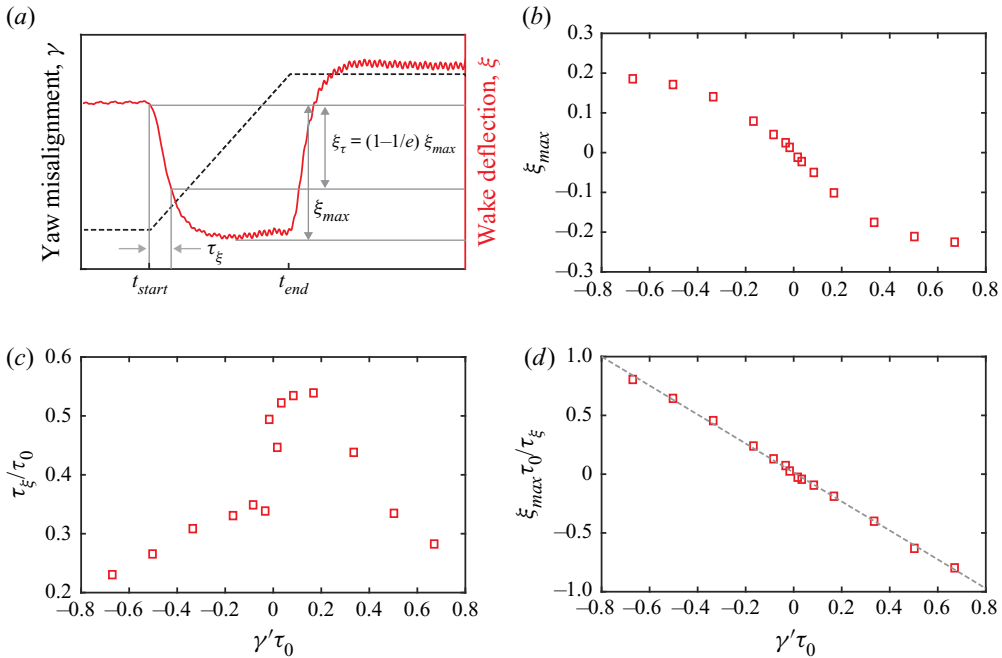 (a)
Yaw misalignment, γ
Wake deflection, ξ
ξτ = (1–1/e) ξmax
ξmax
τξ
tstart
tend
(b)
ξmax
0.3
0.2
0.1
0
–0.1
–0.2
–0.3
–0.8 –0.6 –0.4 –0.2 0 0.2 0.4 0.6 0.8
(c)
τξ/τ0
0.6
0.5
0.4
0.3
0.2
–0.8 –0.6 –0.4 –0.2 0 0.2 0.4 0.6 0.8
γ′τ0
(d)
ξmaxτ0/τξ
1.0
0.5
0
–0.5
–1.0
–0.8 –0.6 –0.4 –0.2 0 0.2 0.4 0.6 0.8
γ′τ0